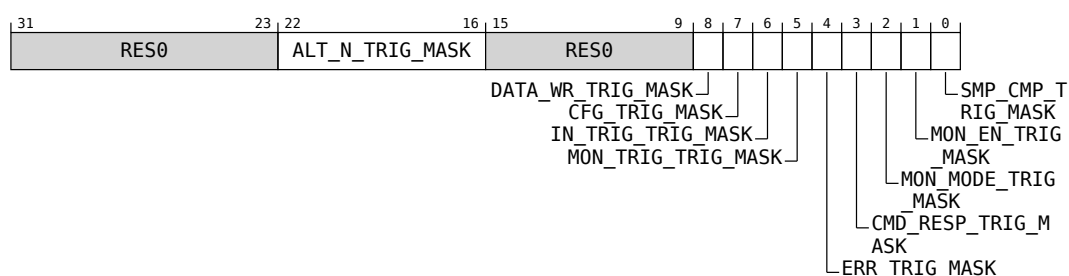 31 23 22 16 15 9 8 7 6 5 4 3 2 1 0
RES0 ALT_N_TRIG_MASK RES0
DATA_WR_TRIG_MASK
CFG_TRIG_MASK
IN_TRIG_TRIG_MASK
MON_TRIG_TRIG_MASK
SMP_CMP_T
RIG_MASK
MON_EN_TRIG
_MASK
MON_MODE_TRIG
_MASK
CMD_RESP_TRIG_M
ASK
ERR_TRIG_MASK